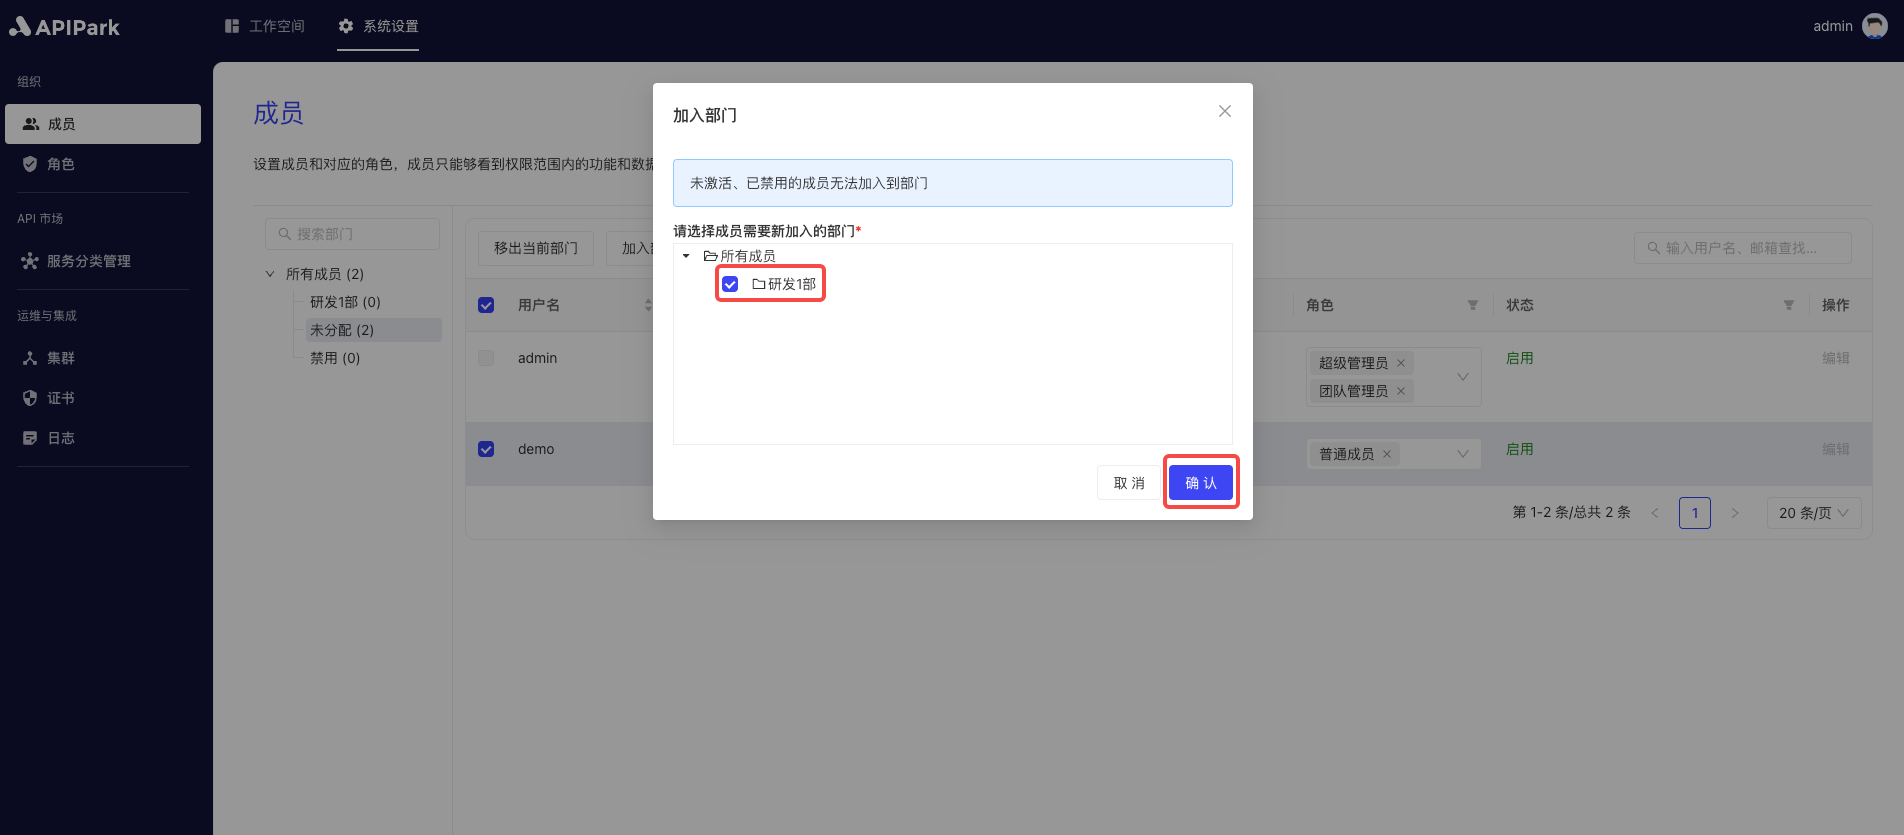 APIPark
工作空间
系统设置
admin
组织
成员
角色
API 市场
服务分类管理
运维与集成
集群
证书
日志
成员
设置成员和对应的角色，成员只能够看到权限范围内的功能和数据
搜索部门
所有成员 (2)
研发1部 (0)
未分配 (2)
禁用 (0)
移出当前部门
加入
输入用户名、邮箱查找...
用户名
角色
状态
操作
admin
超级管理员
团队管理员
启用
编辑
demo
普通成员
启用
编辑
第 1-2 条/总共 2 条
1
20 条/页
加入部门
未激活、已禁用的成员无法加入到部门
请选择成员需要新加入的部门*
所有成员
研发1部
取 消
确 认